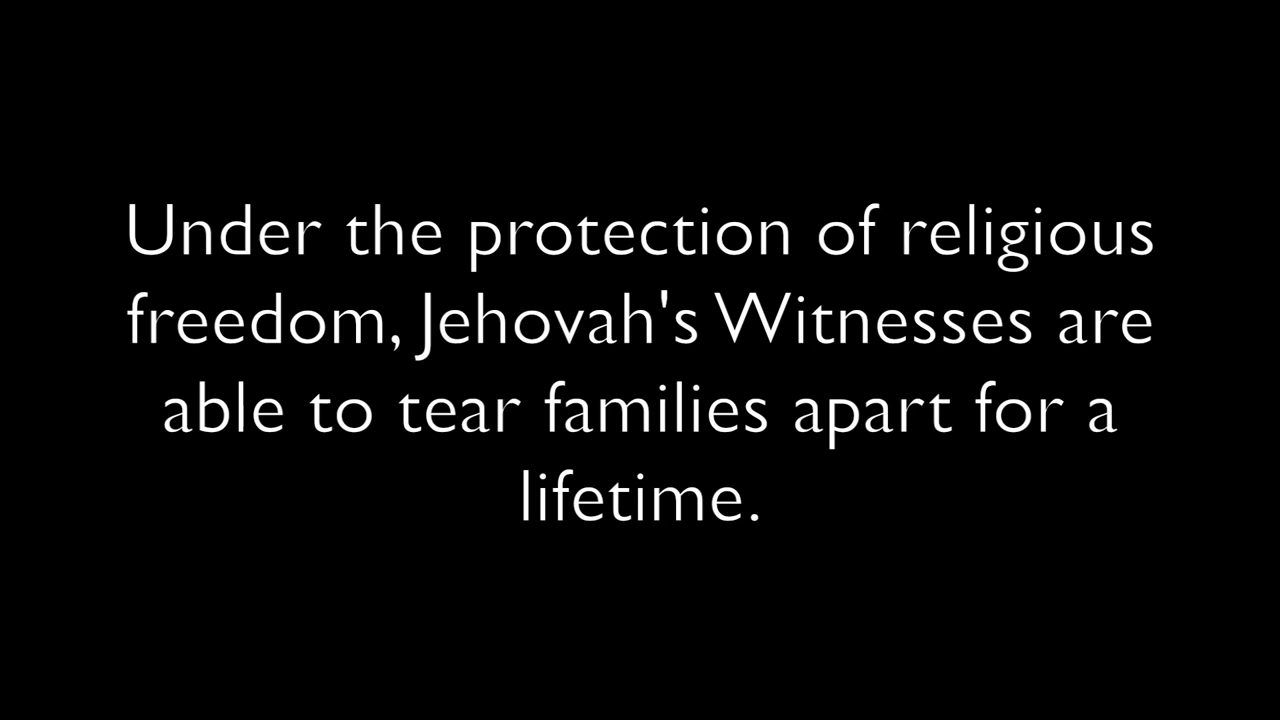 Under the protection of religious
freedom, Jehovah's Witnesses are
able to tear families apart for a
lifetime.